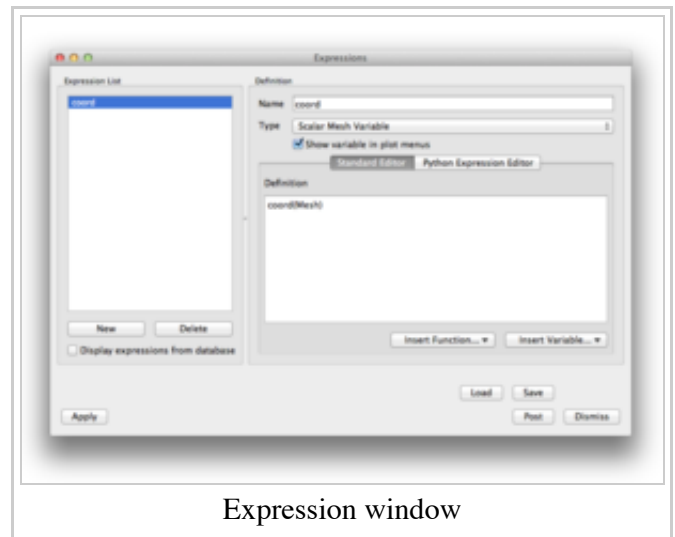 Expressions
Expression List
coord
New Delete
Display expressions from database
Definition
Name coord
Type Scalar Mesh Variable
Show variable in plot menus
Standard Editor Python Expression Editor
Definition
coord(Mesh)
Insert Function... Insert Variable...
Load Save
Apply Post Dismiss
Expression window